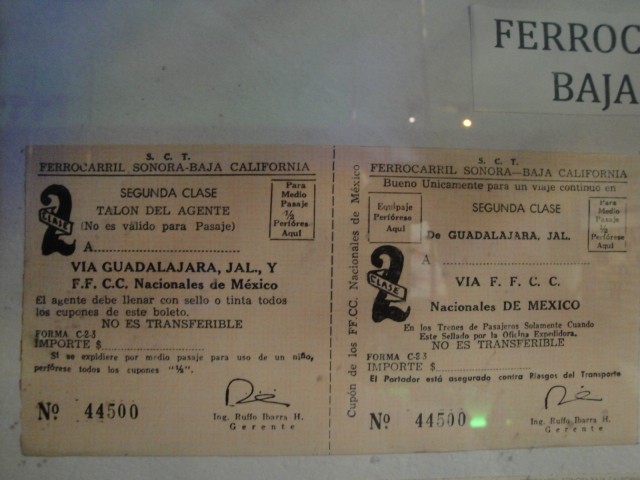 FERROC
BAJA
S. C. T.
FERROCARRIL SONORA-BAJA CALIFORNIA
SEGUNDA CLASE
TALON DEL AGENTE
(No es válido para Pasaje)
2
CLASE
Para
Medio
Pasaje
½
Perfórese
Aquí
A
VIA GUADALAJARA, JAL., Y
F.F. C.C. Nacionales de México
El agente debe llenar con sello o tinta todos
los cupones de este boleto.
NO ES TRANSFERIBLE
FORMA C-23
IMPORTE $
Si se expidiere por medio pasaje para uso de un niño,
perfórese todos los cupones "½".
Nº 44500
Ing. Ruffo Ibarra H.
Gerente
Cupón de los FF.CC. Nacionales de México
S. C. T.
FERROCARRIL SONORA—BAJA CALIFORNIA
Bueno Unicamente para un viaje continuo en
Equipaje
Perfórese
Aquí
SEGUNDA CLASE
Para
Medio
Pasaje
½
Perfórese
Aquí
De GUADALAJARA, JAL.
A
2
CLASE
VIA F. F. C. C.
Nacionales DE MEXICO
En los Trenes de Pasajeros Solamente Cuando
Este Sellado por la Oficina Expedidora.
NO ES TRANSFERIBLE
FORMA C-23
IMPORTE $
El Portador está asegurado contra Riesgos del Transporte
Nº 44500
Ing. Ruffo Ibarra H.
Gerente